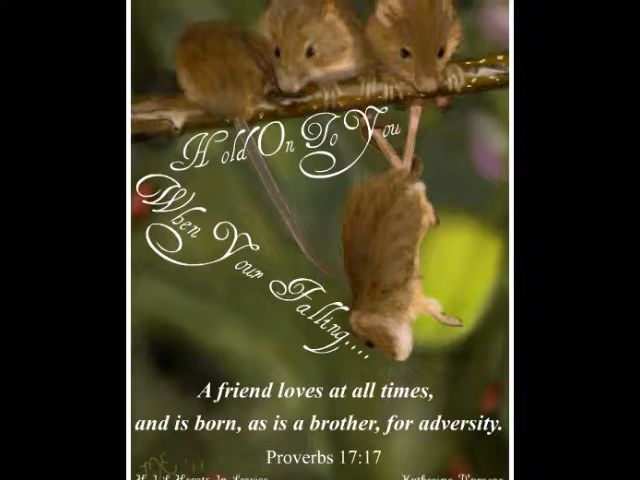 Hold On To You
When Your Falling....
A friend loves at all times,
and is born, as is a brother, for adversity.
Proverbs 17:17